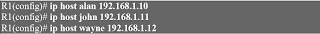 R1(config)# ip host alan 192.168.1.10
R1(config)# ip host john 192.168.1.11
R1(config)# ip host wayne 192.168.1.12